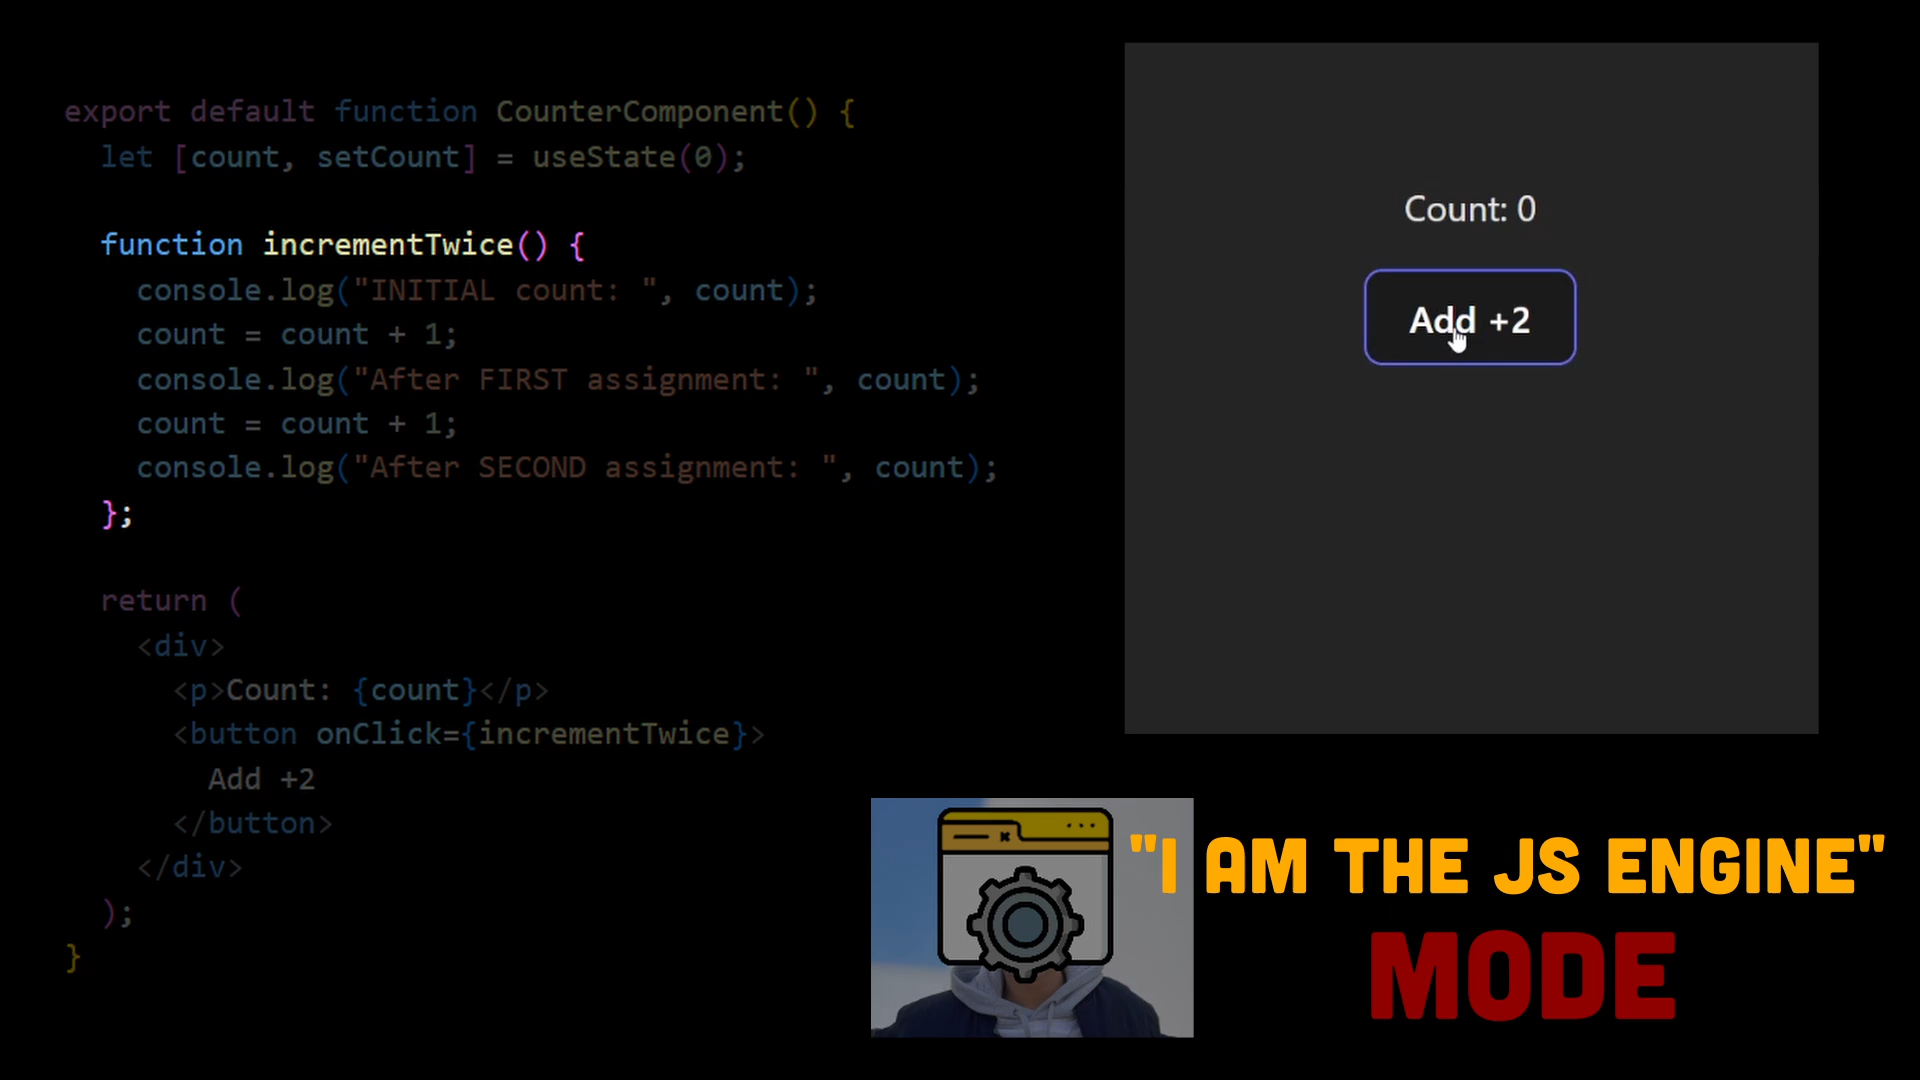 export default function CounterComponent() {
let [count, setCount] = useState(0);
function incrementTwice() {
console.log("INITIAL count: ", count);
count = count + 1;
console.log("After FIRST assignment: ", count);
count = count + 1;
console.log("After SECOND assignment: ", count);
};
return (
<div>
<p>Count: {count}</p>
<button onClick={incrementTwice}>
Add +2
</button>
</div>
);
}
Count: 0
Add +2
"I AM THE JS ENGINE"
MODE